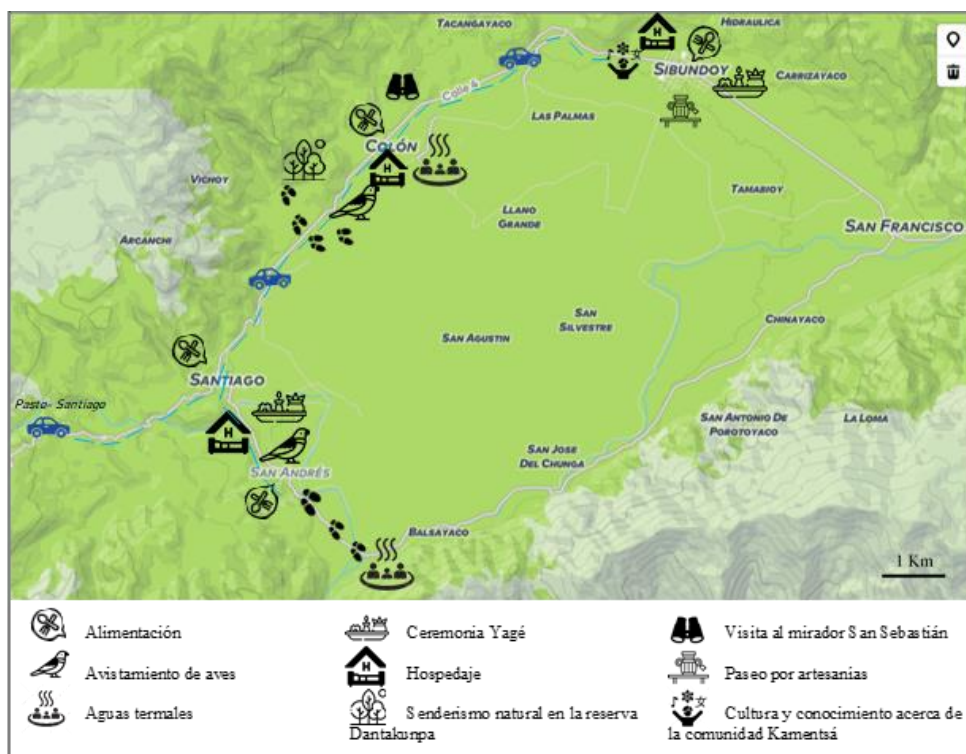 TACANGAYACO
HIDRAULICA
Calle 4
SIBUNDOY
CARRIZAYACO
LAS PALMAS
COLÓN
VICHOY
TAMABIOY
LLANO
GRANDE
SAN FRANCISCO
ARCANCHI
SAN
SILVESTRE
CHINAYACO
SAN AGUSTIN
SANTIAGO
Pasto- Santiago
SAN ANTONIO DE
POROTOYACO
LA LOMA
SAN JOSE
DEL CHUNGA
SAN ANDRÉS
BALSAYACO
1 Km
Alimentación
Ceremonia Yagé
Visita al mirador San Sebastián
Avistamiento de aves
Hospedaje
Paseo por artesanias
Aguas termales
Senderismo natural en la reserva
Dantakunpa
Cultura y conocimiento acerca de
la comunidad Kamentsá